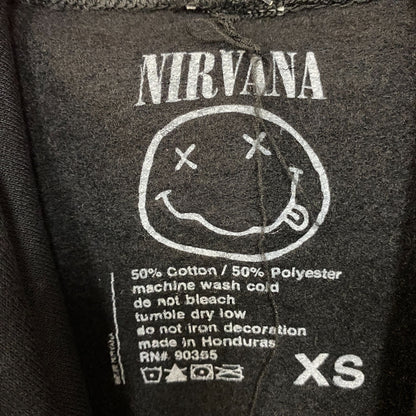 NIRVANA
50% Cotton / 50% Polyester
machine wash cold
do not bleach
tumble dry low
do not iron decoration
made in Honduras
RN# 90365
XS